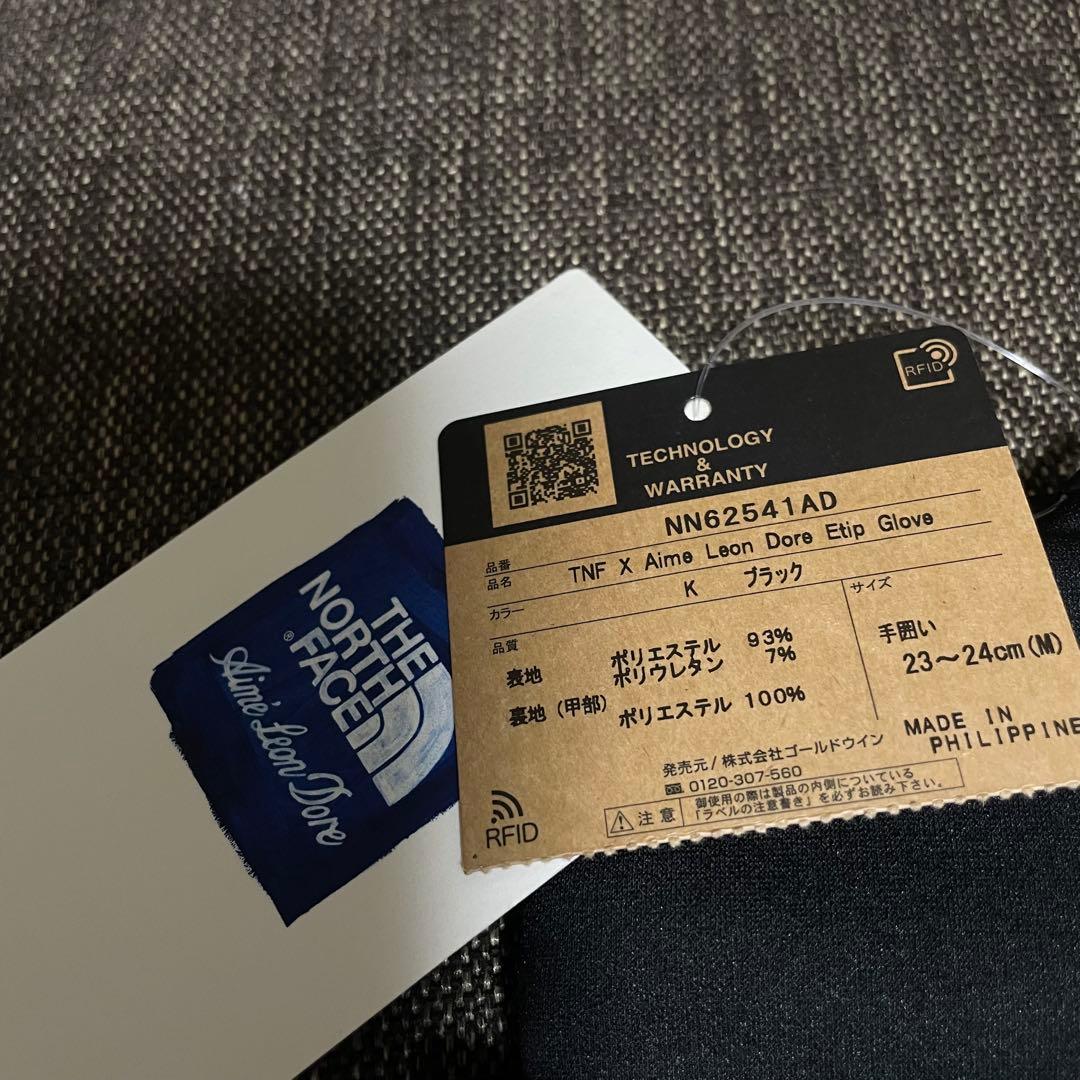 THE
NORTH
FACE®
Aimé Leon Dore
RFID
TECHNOLOGY
&
WARRANTY
品番 NN62541AD
品名 TNF X Aime Leon Dore Etip Glove
カラー K ブラック
品質
表地 ポリエステル 93%
ポリウレタン 7%
裏地(甲部) ポリエステル 100%
サイズ
手囲い
23〜24cm(M)
MADE IN
PHILIPPINE
発売元/株式会社ゴールドウイン
0120-307-560
注意
御使用の際は製品の内側についている
「ラベルの注意書き」を必ずお読み下さい。
RFID